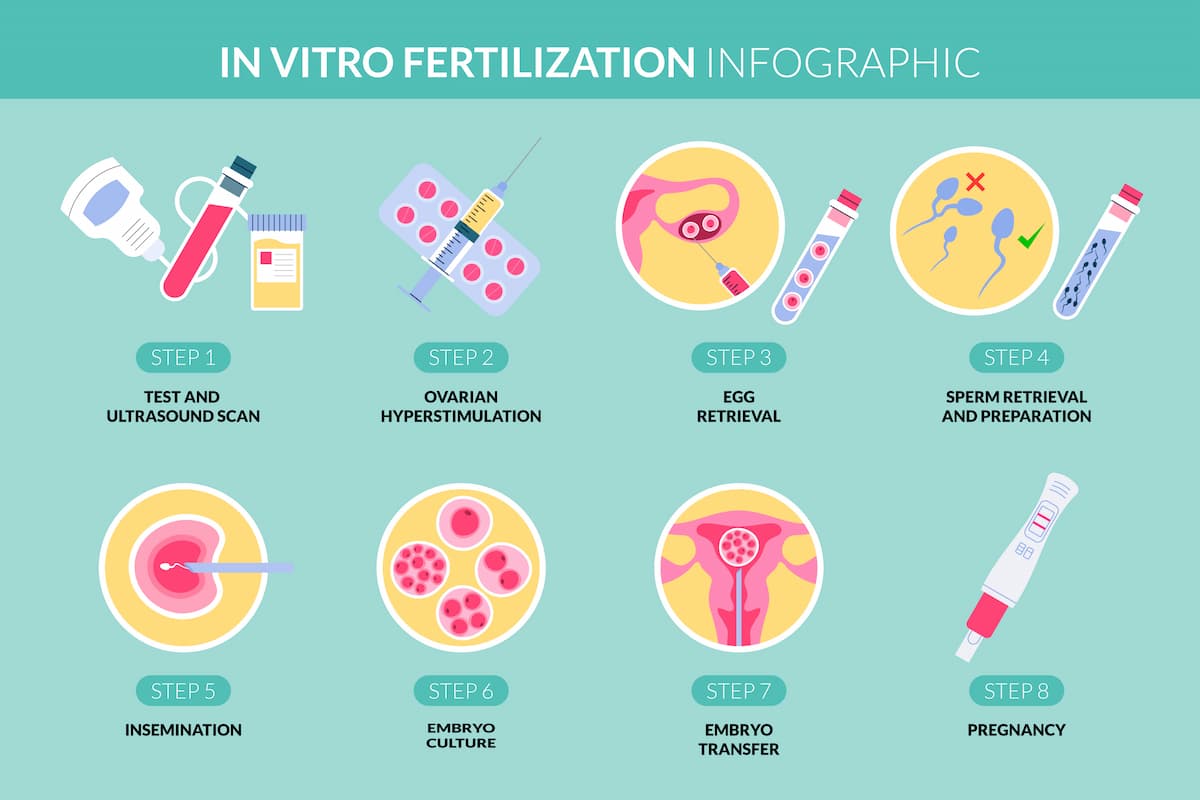 IN VITRO FERTILIZATION INFOGRAPHIC
STEP 1
TEST AND
ULTRASOUND SCAN
STEP 2
OVARIAN
HYPERSTIMULATION
STEP 3
EGG
RETRIEVAL
STEP 4
SPERM RETRIEVAL
AND PREPARATION
STEP 5
INSEMINATION
STEP 6
EMBRYO
CULTURE
STEP 7
EMBRYO
TRANSFER
STEP 8
PREGNANCY